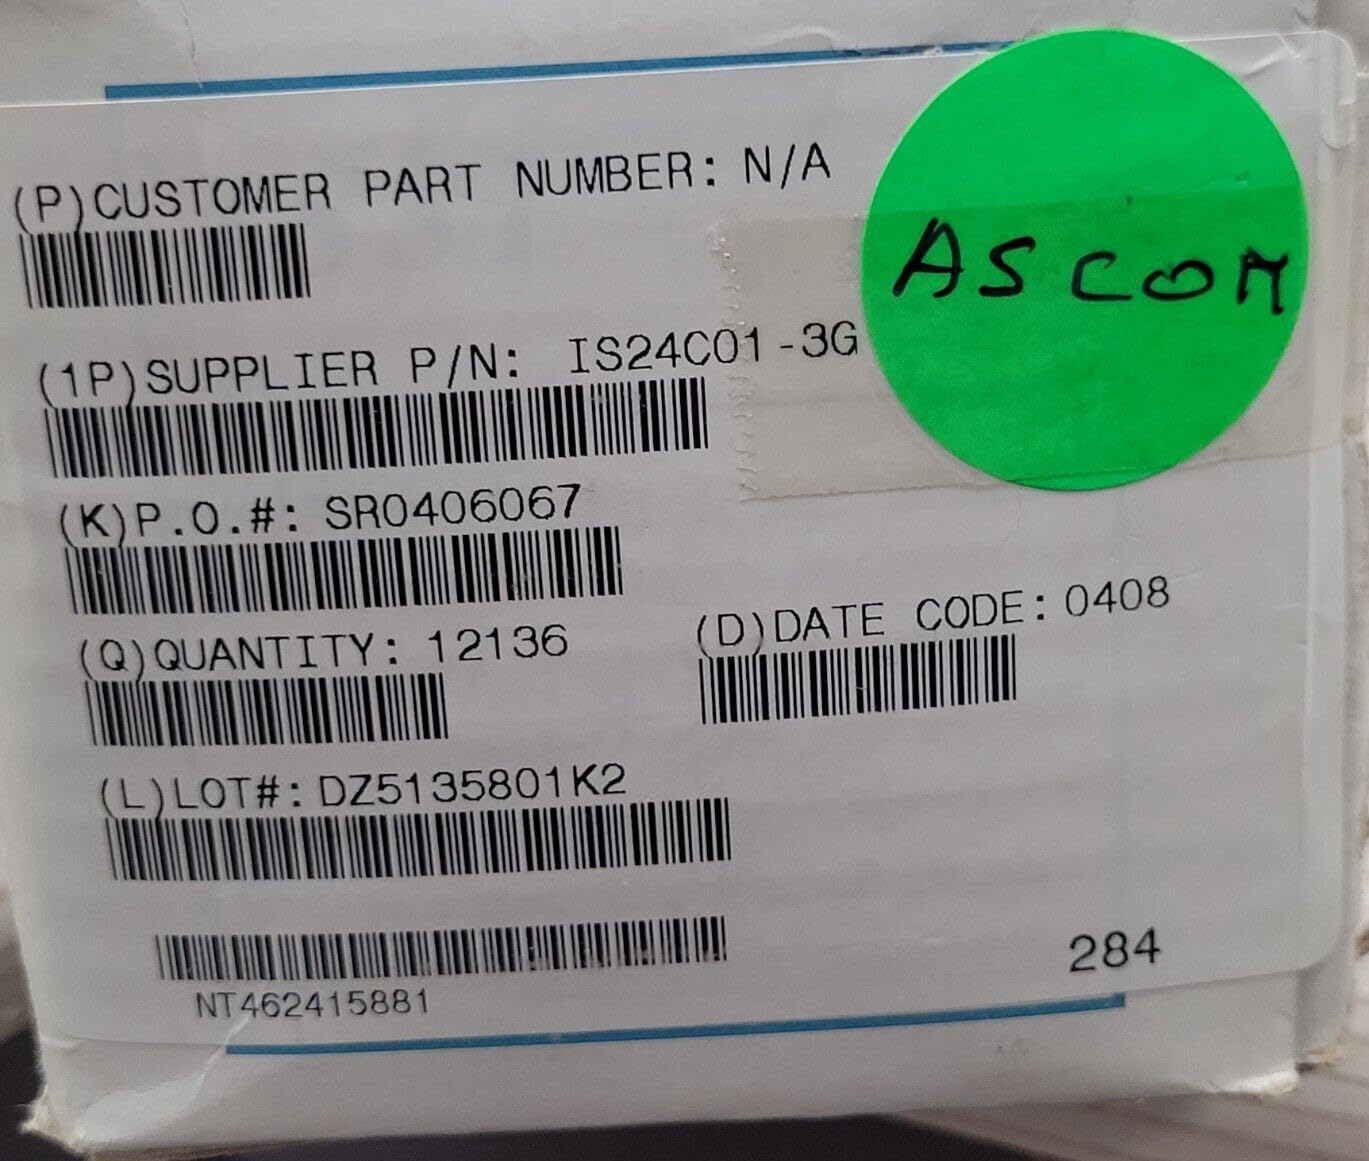 (P)CUSTOMER PART NUMBER: N/A
ASCOM
(1P)SUPPLIER P/N: IS24C01-3G
(K)P.O.#: SR0406067
(Q)QUANTITY: 12136
(D)DATE CODE: 0408
(L)LOT#: DZ5135801K2
284
NT462415881